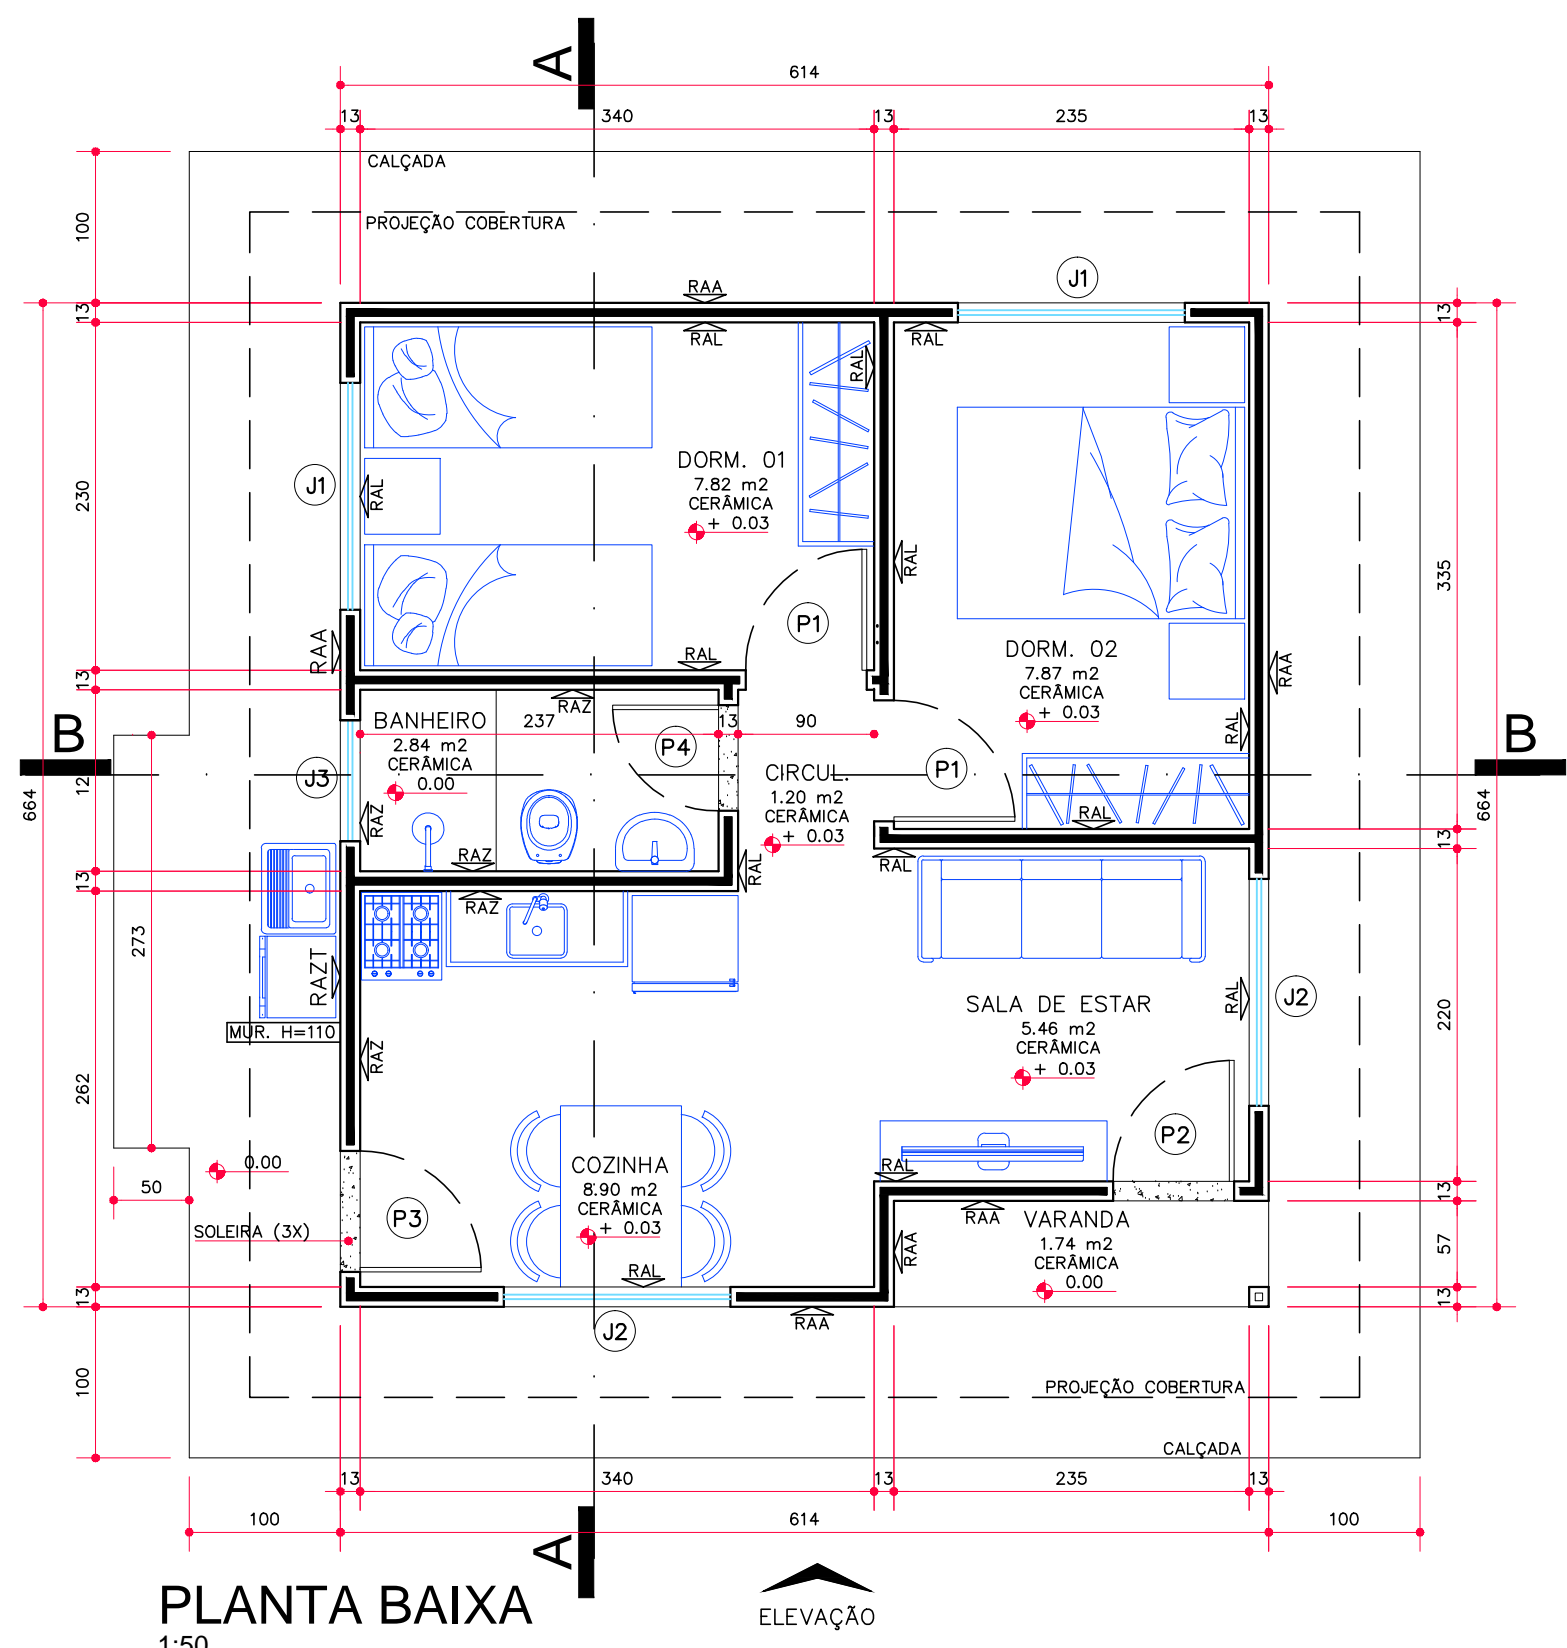 A
614
13
340
13
235
13
CALÇADA
PROJEÇÃO COBERTURA
100
13
RAA
J1
13
RAL
RAL
RAL
DORM. 01
7.82 m2
CERÂMICA
+ 0.03
J1
RAL
230
335
RAL
P1
DORM. 02
7.87 m2
CERÂMICA
+ 0.03
RAA
RAL
RAA
13
RAZ
RAL
B
BANHEIRO
2.84 m2
CERÂMICA
0.00
237
13
90
P4
B
J3
CIRCUL.
1.20 m2
CERÂMICA
+ 0.03
P1
12
664
664
RAZ
RAL
13
RAZ
RAL
RAL
13
RAZ
273
RAZT
MUR. H=110
RAZ
SALA DE ESTAR
5.46 m2
CERÂMICA
+ 0.03
RAL
J2
220
262
P2
COZINHA
8.90 m2
CERÂMICA
+ 0.03
0.00
50
RAL
13
P3
SOLEIRA (3X)
RAA
RAA
VARANDA
1.74 m2
CERÂMICA
0.00
57
RAL
13
13
J2
RAA
100
PROJEÇÃO COBERTURA
CALÇADA
13
340
13
235
13
100
614
100
A
PLANTA BAIXA
1:50
ELEVAÇÃO